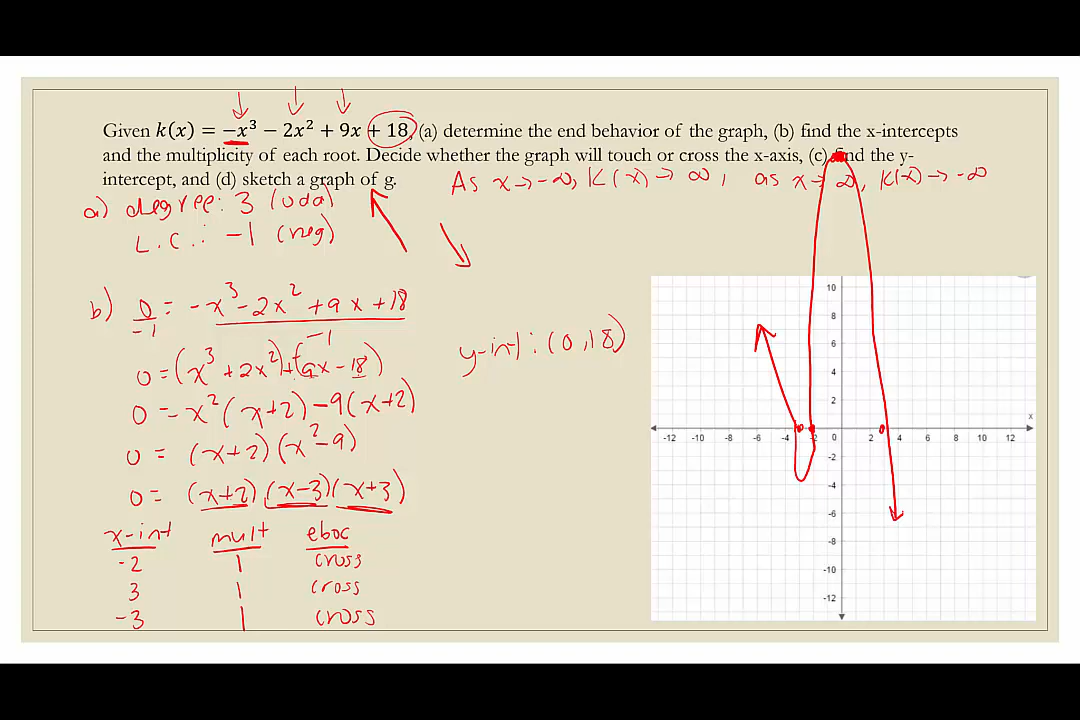 Given k(x) = −x³ − 2x² + 9x + 18, (a) determine the end behavior of the graph, (b) find the x-intercepts
and the multiplicity of each root. Decide whether the graph will touch or cross the x-axis, (c) find the y-
intercept, and (d) sketch a graph of g.
As x→-∞, K(x)→∞, as x→∞, K(x)→-∞
a) degree: 3 (odd)
L.C.: -1 (neg)
b) 0/-1 = (-x³-2x²+9x+18)/-1
0=(x³+2x²)+(-9x-18)
0=x²(x+2)-9(x+2)
0=(x+2)(x²-9)
0=(x+2)(x-3)(x+3)
x-int mult eboc
-2 1 cross
3 1 cross
-3 1 cross
y-int: (0,18)
10
8
6
4
2
x
-12 -10 -8 -6 -4 -2 0 2 4 6 8 10 12
-2
-4
-6
-8
-10
-12